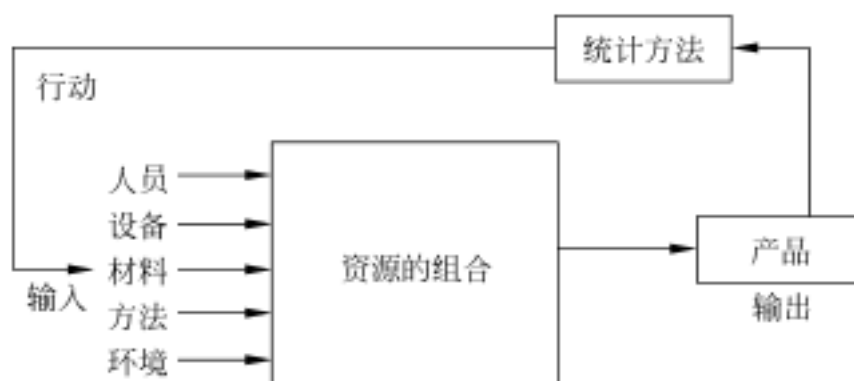 统计方法
行动
人员
设备
材料
方法
环境
输入
资源的组合
产品
输出